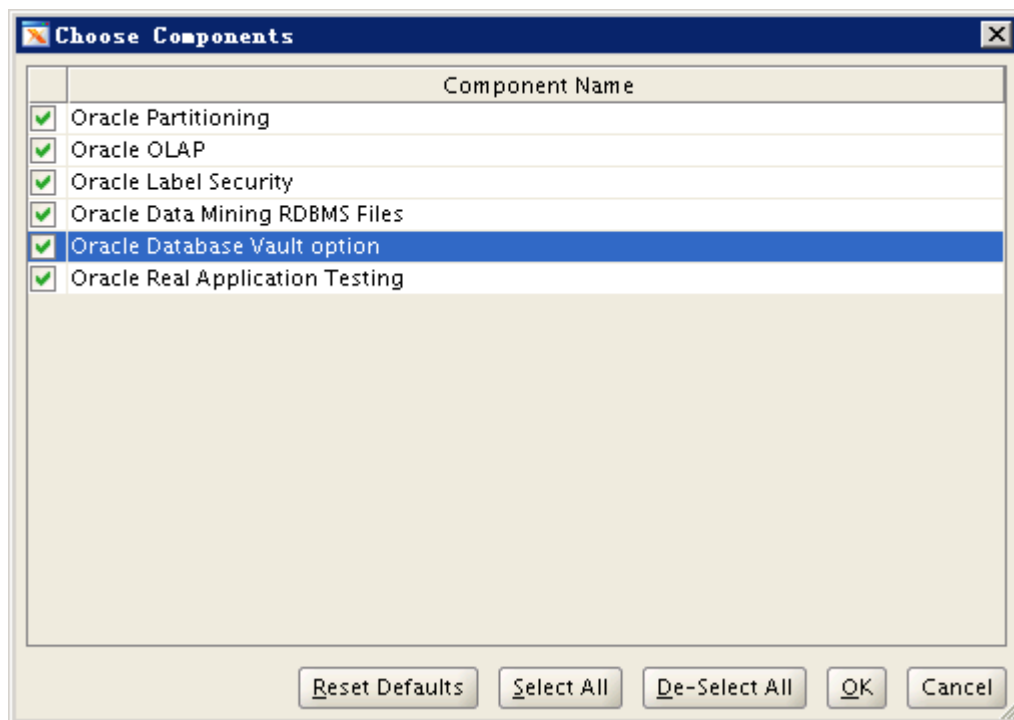 Choose Components
Component Name
Oracle Partitioning
Oracle OLAP
Oracle Label Security
Oracle Data Mining RDBMS Files
Oracle Database Vault option
Oracle Real Application Testing
Reset Defaults Select All De-Select All OK Cancel